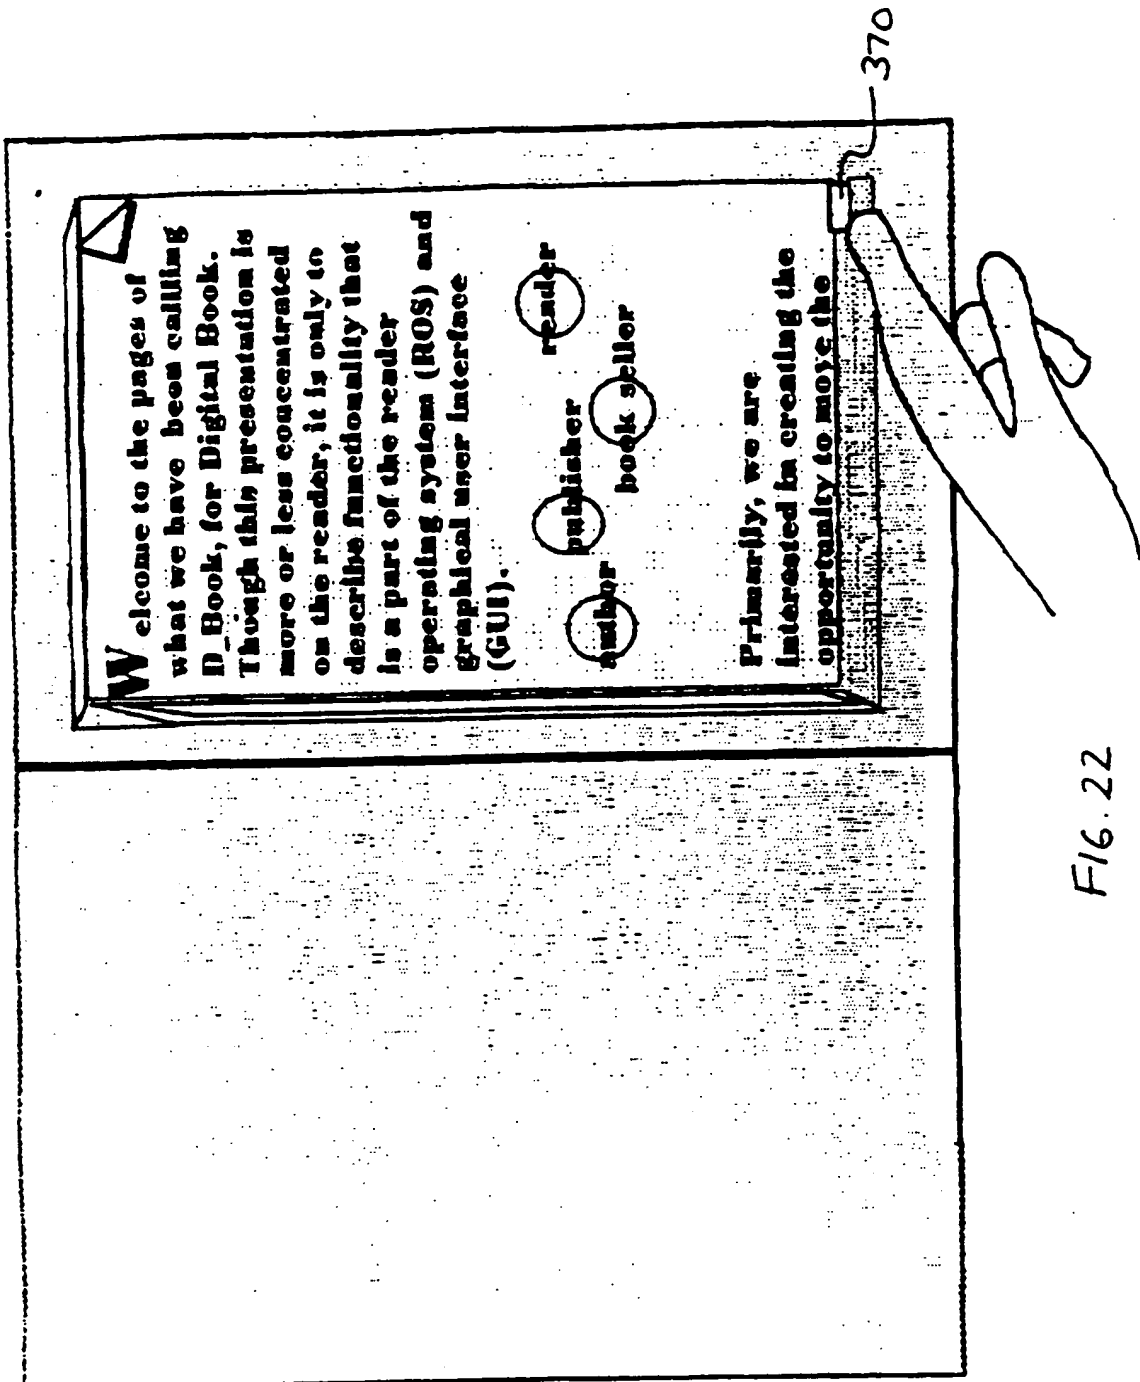 Welcome to the pages of
what we have been callling
D_Book, for Digital Book.
Though this presentation is
more or less concentrated
on the reader, it is only to
describe functionality that
is a part of the reader
operating system (ROS) and
graphical user interface
(GUI).
author
publisher
book seller
reader
Primarily, we are
interested in creating the
opportunity to move the
370
FIG. 22